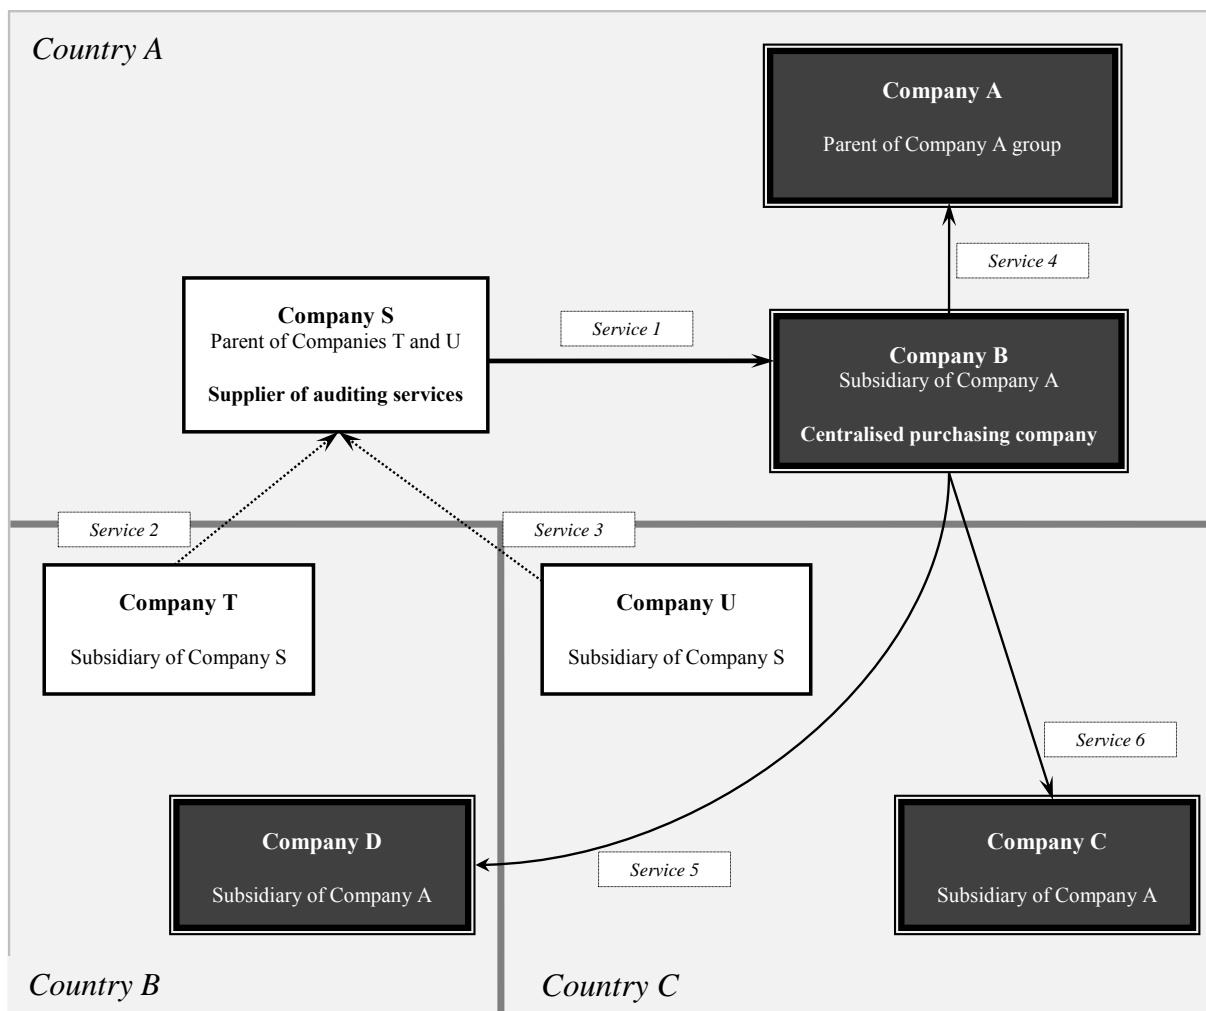 Country A
Company A
Parent of Company A group
Service 4
Company S
Parent of Companies T and U
Supplier of auditing services
Service 1
Company B
Subsidiary of Company A
Centralised purchasing company
Service 2
Service 3
Company T
Subsidiary of Company S
Company U
Subsidiary of Company S
Service 6
Company D
Subsidiary of Company A
Service 5
Company C
Subsidiary of Company A
Country B
Country C